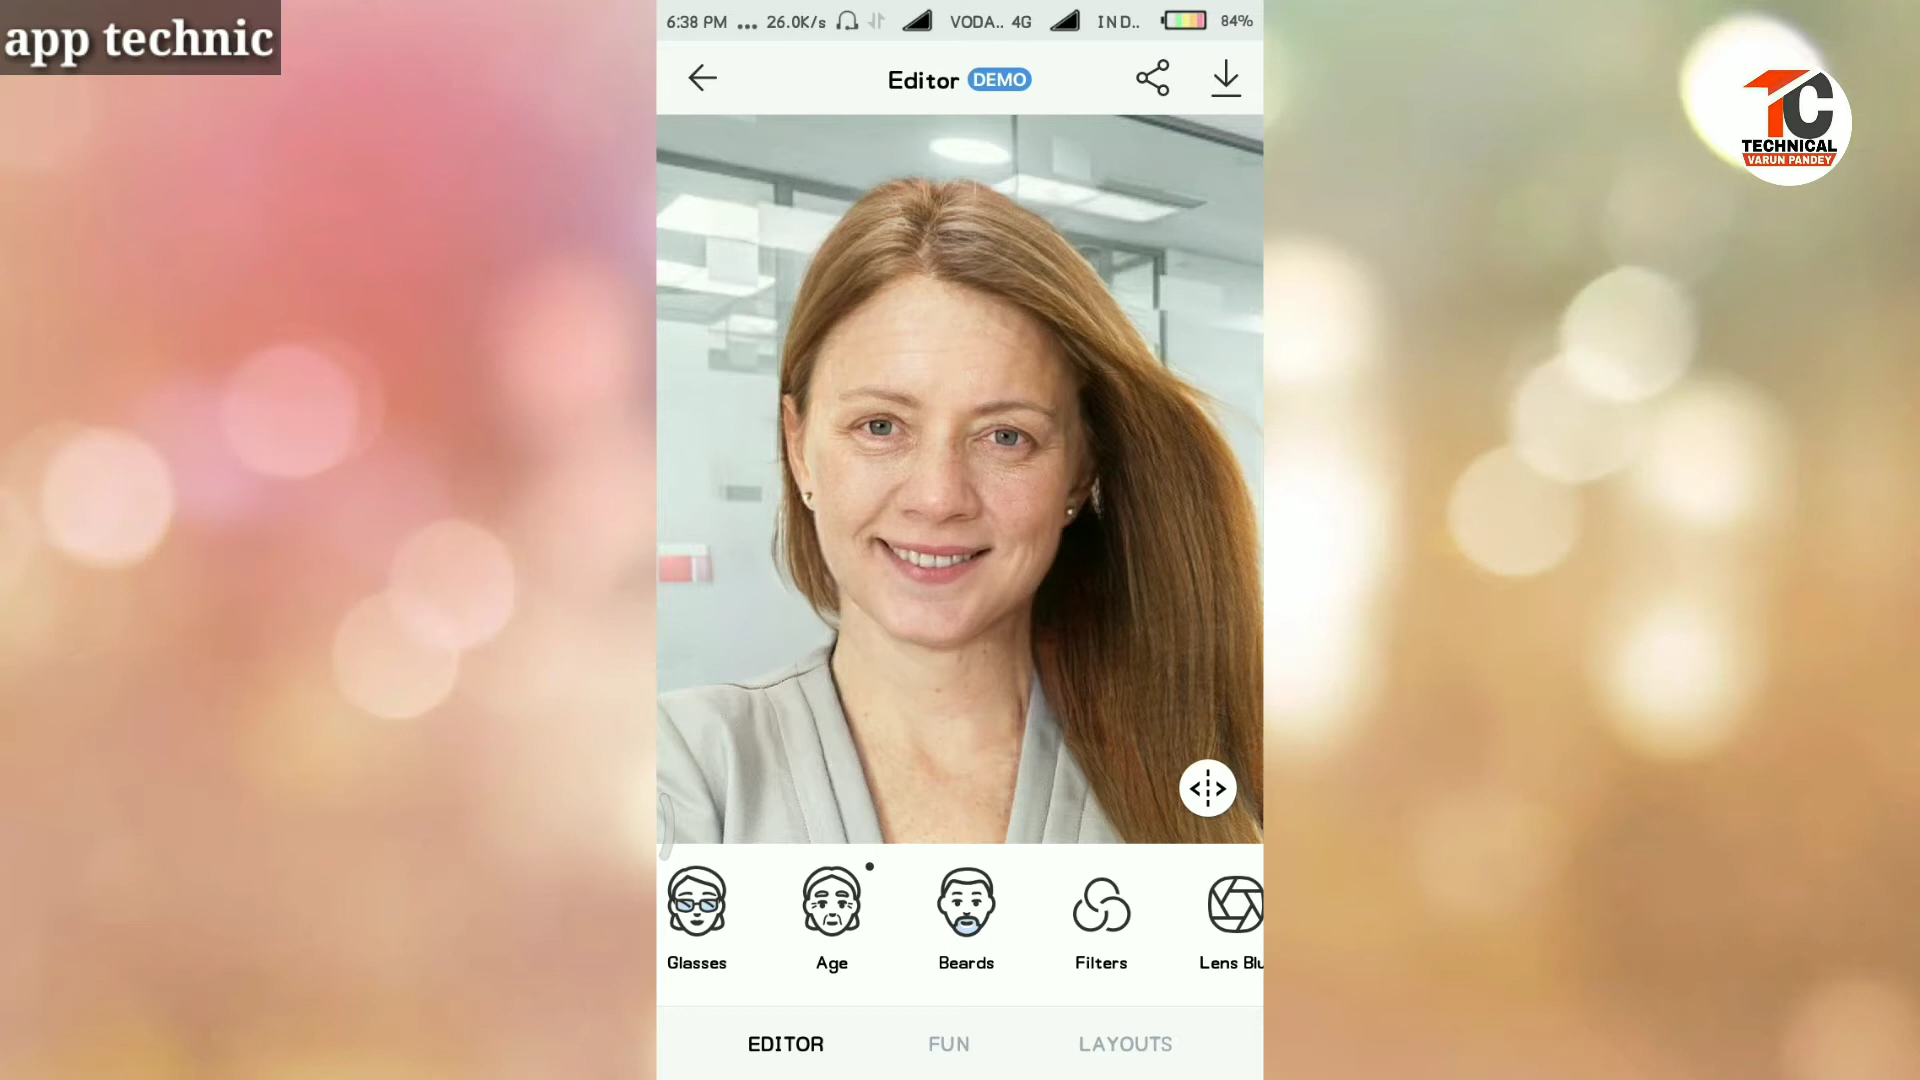 app technic
6:38 PM ... 26.0K/s VODA.. 4G IND.. 84%
Editor DEMO
TC
TECHNICAL
VARUN PANDEY
Glasses Age Beards Filters Lens Blu
EDITOR FUN LAYOUTS